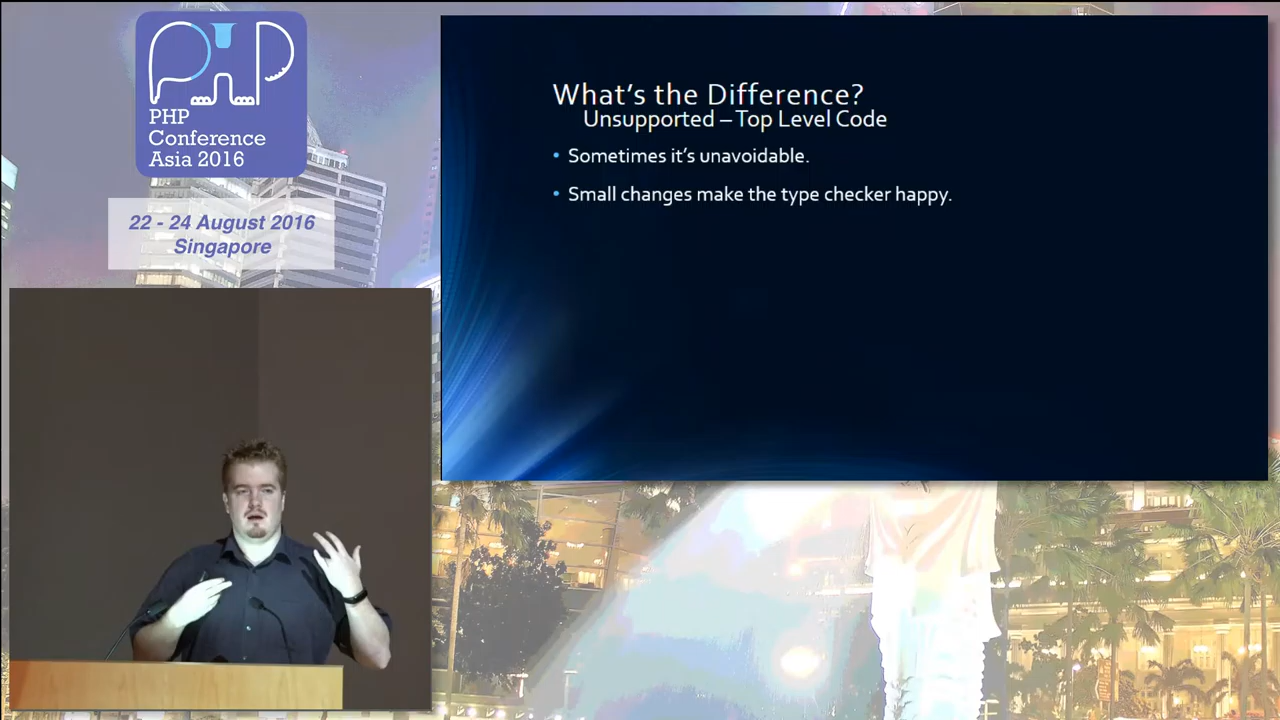 PHP
PHP
Conference
Asia 2016
22 - 24 August 2016
Singapore
What's the Difference?
Unsupported – Top Level Code
• Sometimes it's unavoidable.
• Small changes make the type checker happy.